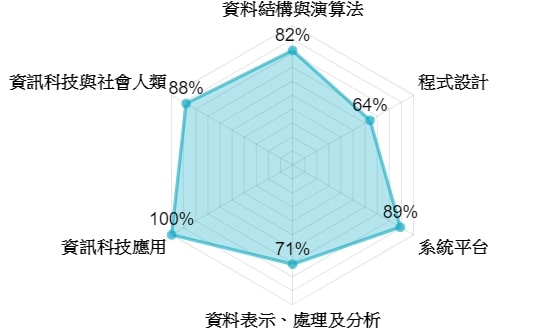 資料結構與演算法
82%
資訊科技與社會人類
88%
程式設計
64%
100%
資訊科技應用
89%
系統平台
71%
資料表示、處理及分析